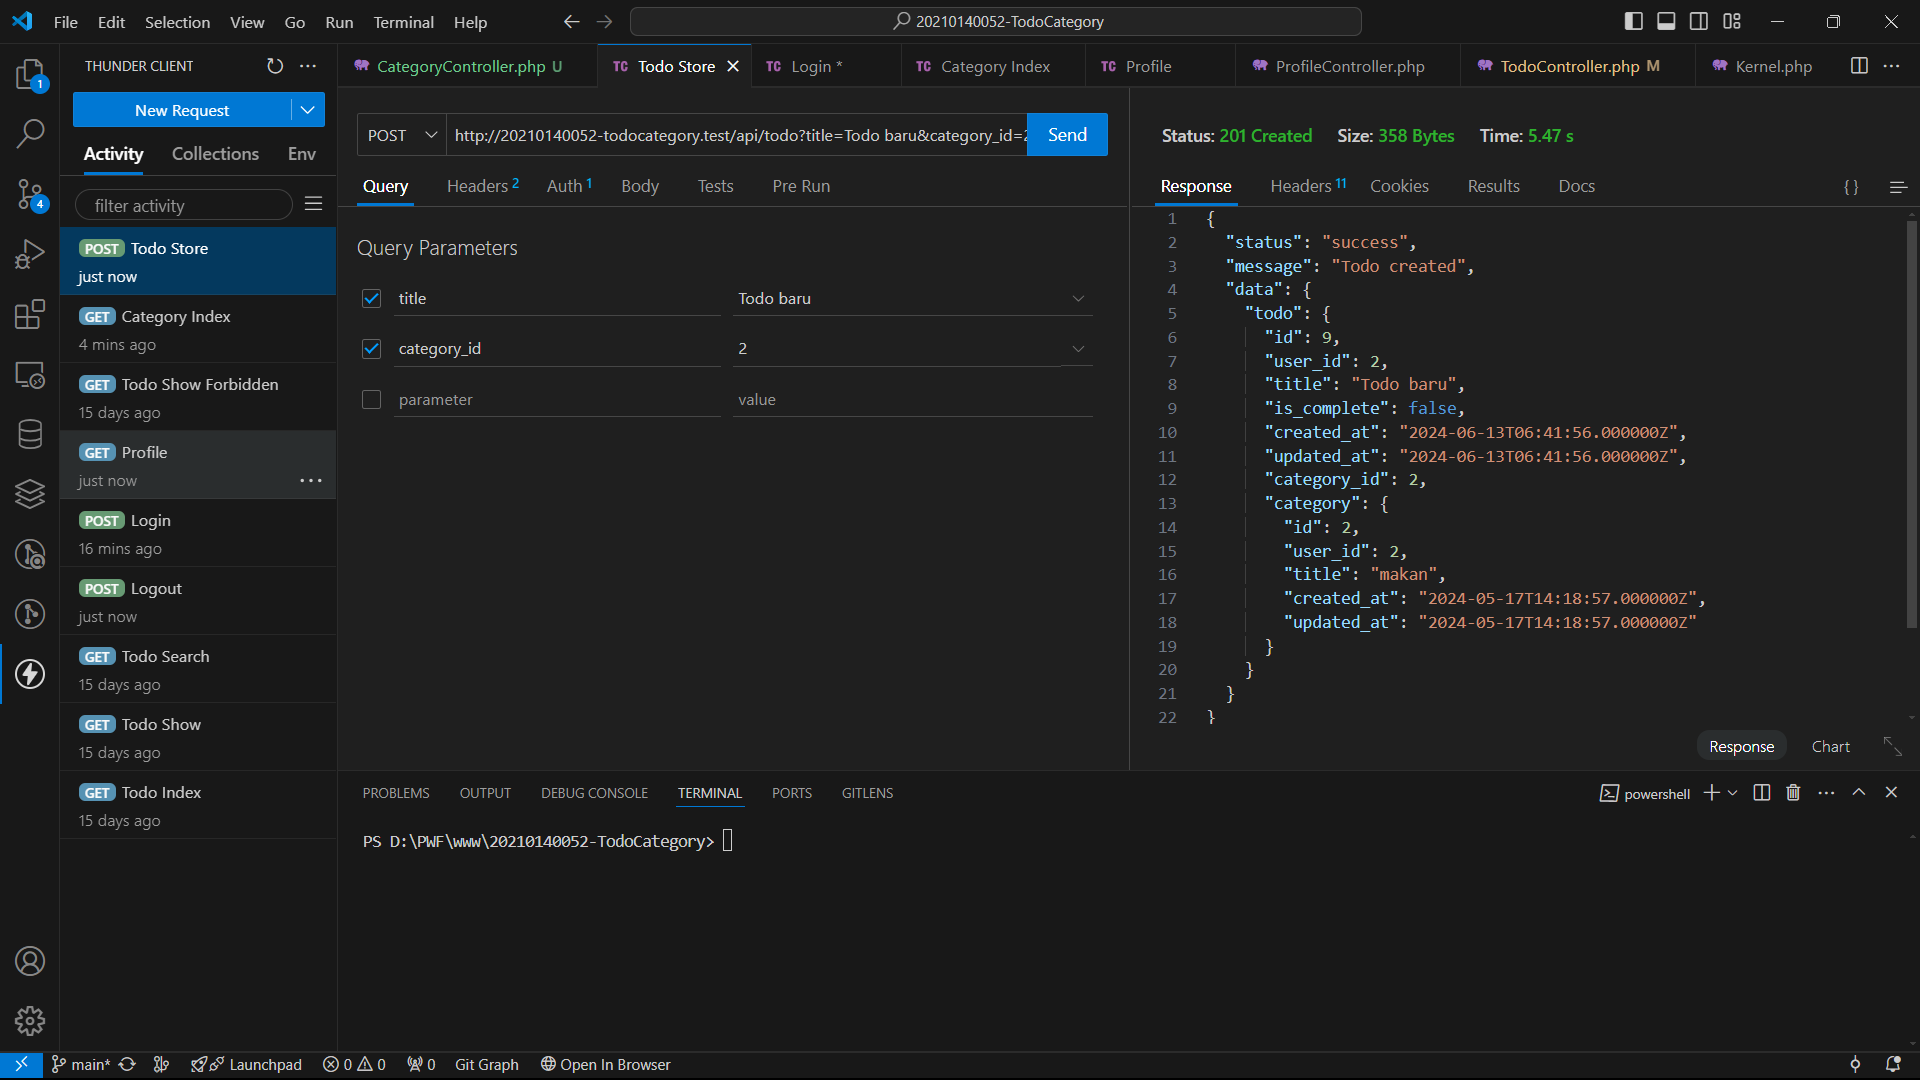 File Edit Selection View Go Run Terminal Help
20210140052-TodoCategory
THUNDER CLIENT
New Request
Activity Collections Env
filter activity
POST Todo Store
just now
GET Category Index
4 mins ago
GET Todo Show Forbidden
15 days ago
GET Profile
just now
POST Login
16 mins ago
POST Logout
just now
GET Todo Search
15 days ago
GET Todo Show
15 days ago
GET Todo Index
15 days ago
1
4
CategoryController.php U
TC Todo Store
TC Login *
TC Category Index
TC Profile
ProfileController.php
TodoController.php M
Kernel.php
POST http://20210140052-todocategory.test/api/todo?title=Todo baru&category_id=2 Send
Query Headers 2 Auth 1 Body Tests Pre Run
Query Parameters
title Todo baru
category_id 2
parameter value
Status: 201 Created Size: 358 Bytes Time: 5.47 s
Response Headers 11 Cookies Results Docs { }
1 {
2 "status": "success",
3 "message": "Todo created",
4 "data": {
5 "todo": {
6 "id": 9,
7 "user_id": 2,
8 "title": "Todo baru",
9 "is_complete": false,
10 "created_at": "2024-06-13T06:41:56.000000Z",
11 "updated_at": "2024-06-13T06:41:56.000000Z",
12 "category_id": 2,
13 "category": {
14 "id": 2,
15 "user_id": 2,
16 "title": "makan",
17 "created_at": "2024-05-17T14:18:57.000000Z",
18 "updated_at": "2024-05-17T14:18:57.000000Z"
19 }
20 }
21 }
22 }
Response Chart
PROBLEMS OUTPUT DEBUG CONSOLE TERMINAL PORTS GITLENS
powershell
PS D:\PWF\www\20210140052-TodoCategory>
main* Launchpad 0 0 0 Git Graph Open In Browser